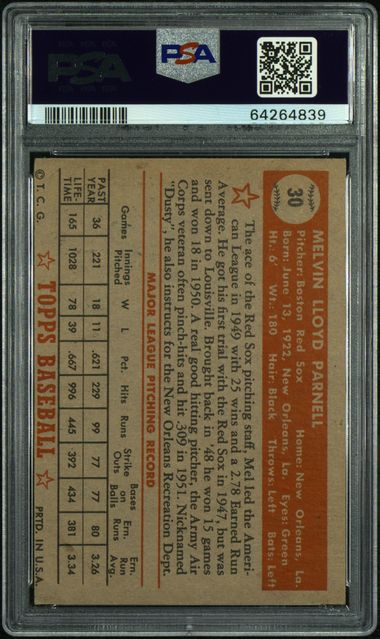 PSA
PSA
64264839
30
MELVIN LLOYD PARNELL
Pitcher: Boston Red Sox Home: New Orleans, La.
Born: June 13, 1922, New Orleans, La. Eyes: Green
Ht.: 6' Wt.: 180 Hair: Black Throws: Left Bats: Left
The ace of the Red Sox pitching staff, Mel led the Ameri-
can League in 1949 with 25 wins and a 2.78 Earned Run
Average. He got his first trial with the Red Sox in 1947, but was
sent down to Louisville. Brought back in '48 he won 15 games
and won 18 in 1950. A real good hitting pitcher, the Army Air
Corps veteran often pinch-hits and hit .309 in 1951. Nicknamed
"Dusty", he also instructs for the New Orleans Recreation Dept.
MAJOR LEAGUE PITCHING RECORD
Games Innings Pitched W L Pct. Hits Runs Strike Outs Bases on Balls Ern. Runs Ern. Run Avg.
PAST YEAR 36 221 18 11 .621 229 99 77 77 80 3.26
LIFE-TIME 165 1028 78 39 .667 996 445 392 434 381 3.34
© T. C. G. TOPPS BASEBALL PRTD. IN U.S.A.